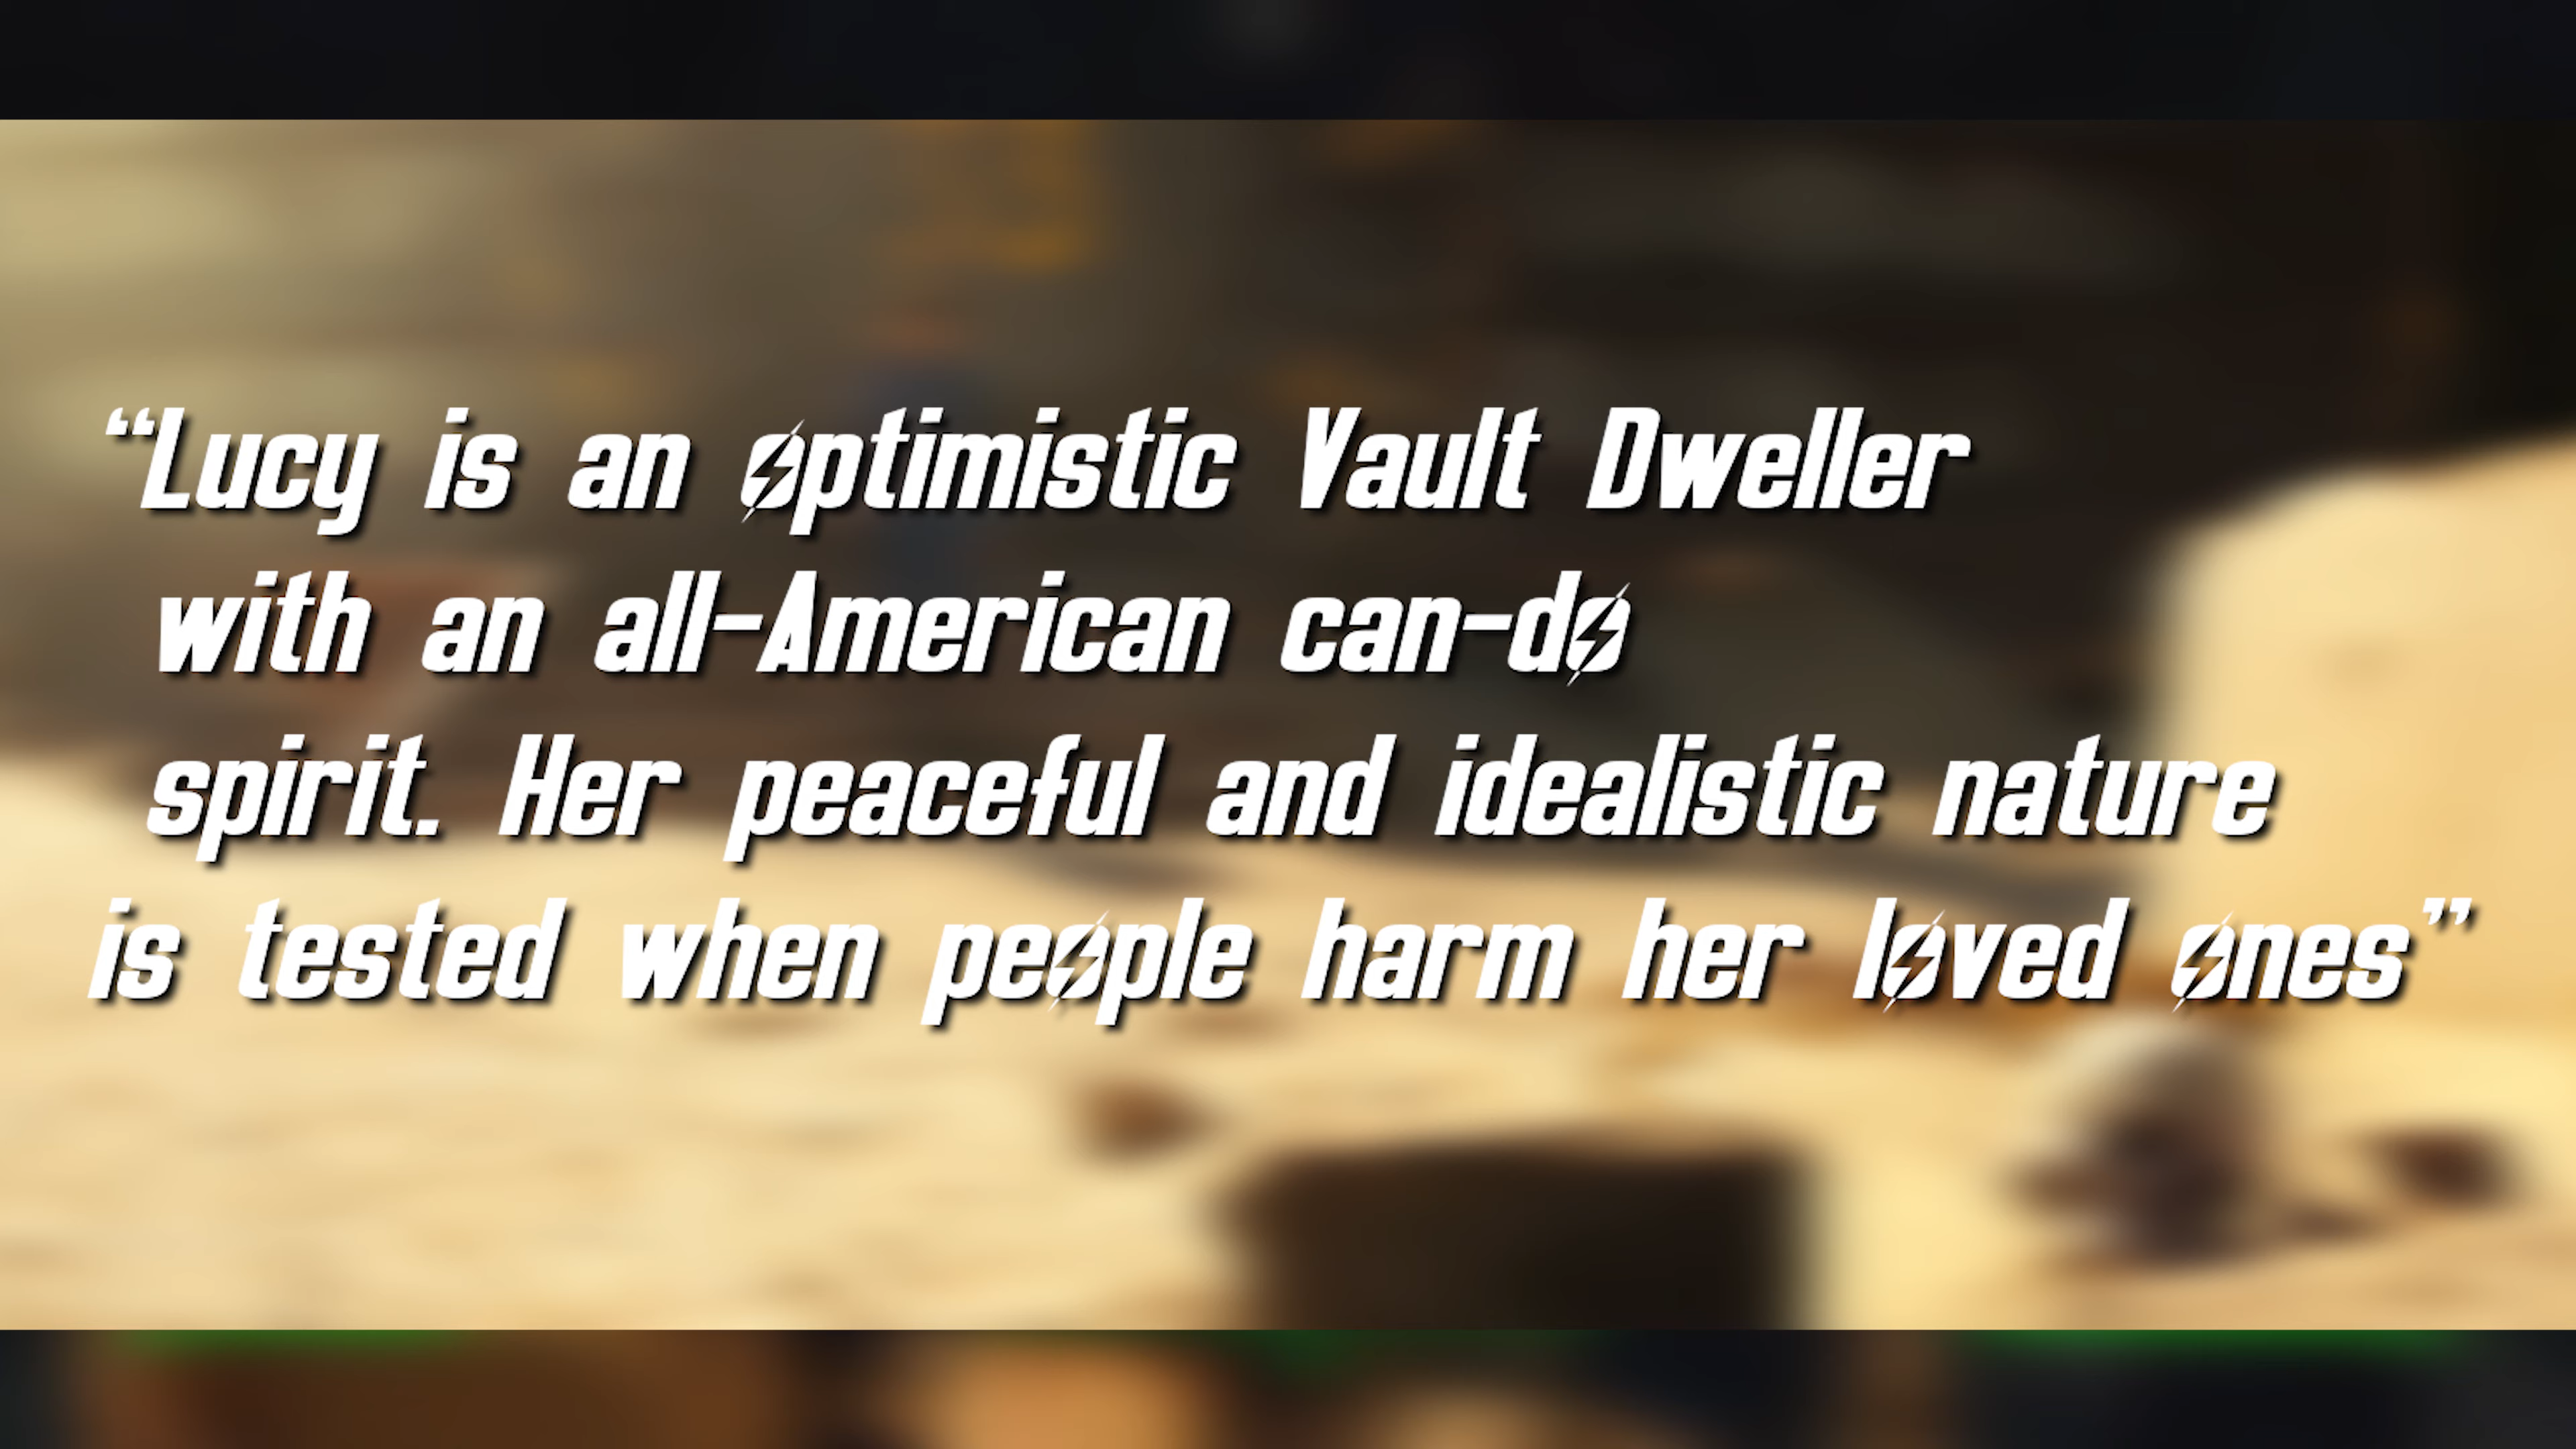 “Lucy is an optimistic Vault Dweller
with an all-American can-do
spirit. Her peaceful and idealistic nature
is tested when people harm her loved ones”